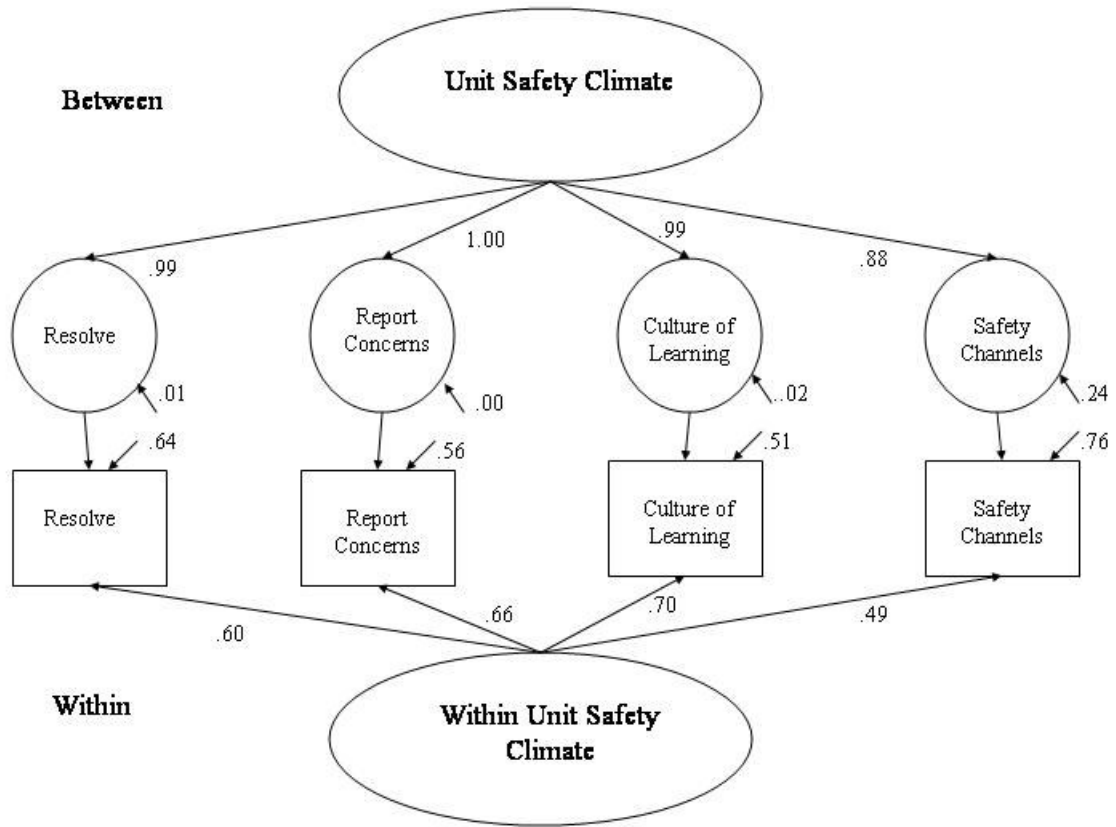 Unit Safety Climate
Between
.99
1.00
.99
.88
Resolve
Report
Concerns
Culture of
Learning
Safety
Channels
.01
.00
..02
.24
.64
.56
.51
.76
Resolve
Report
Concerns
Culture of
Learning
Safety
Channels
.60
.66
.70
.49
Within
Within Unit Safety
Climate